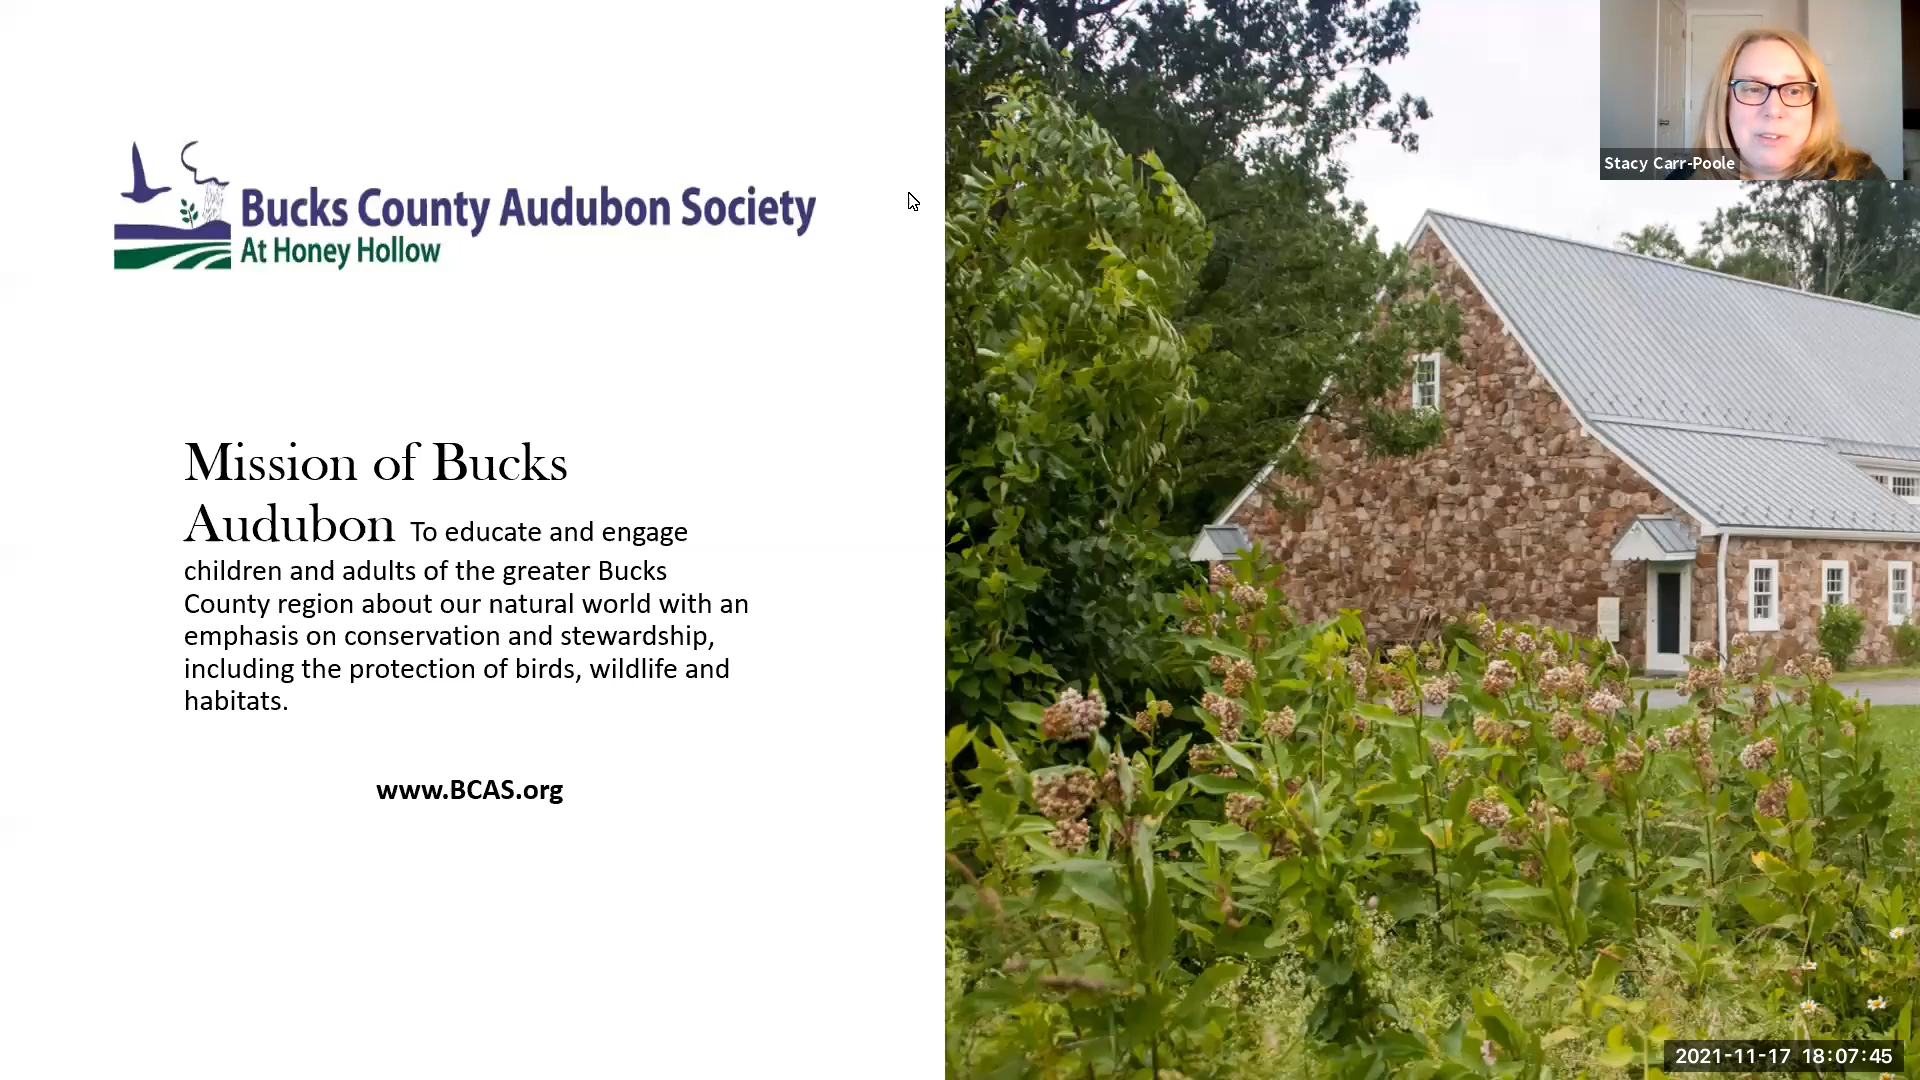 Bucks County Audubon Society
At Honey Hollow
Mission of Bucks
Audubon To educate and engage
children and adults of the greater Bucks
County region about our natural world with an
emphasis on conservation and stewardship,
including the protection of birds, wildlife and
habitats.
www.BCAS.org
Stacy Carr-Poole
2021-11-17 18:07:45